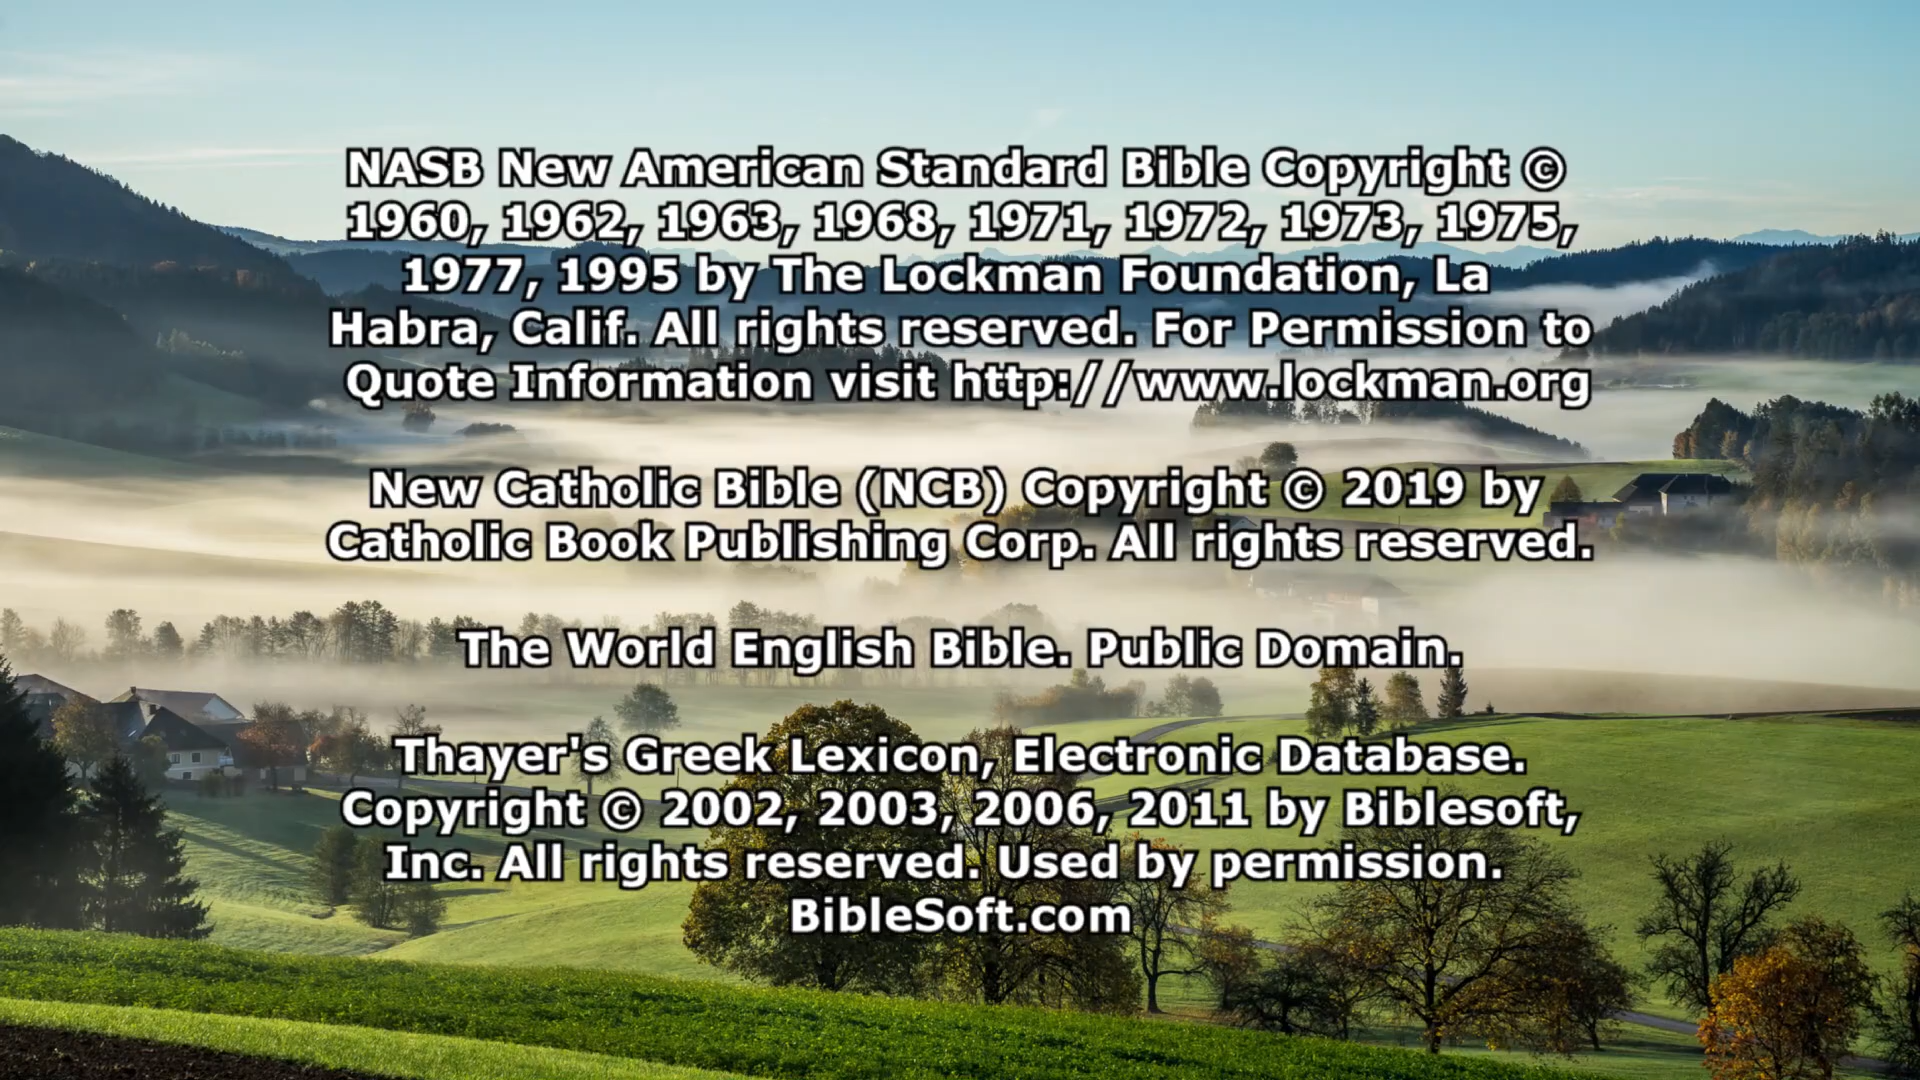 NASB New American Standard Bible Copyright ©
1960, 1962, 1963, 1968, 1971, 1972, 1973, 1975,
1977, 1995 by The Lockman Foundation, La
Habra, Calif. All rights reserved. For Permission to
Quote Information visit http://www.lockman.org
New Catholic Bible (NCB) Copyright © 2019 by
Catholic Book Publishing Corp. All rights reserved.
The World English Bible. Public Domain.
Thayer's Greek Lexicon, Electronic Database.
Copyright © 2002, 2003, 2006, 2011 by Biblesoft,
Inc. All rights reserved. Used by permission.
BibleSoft.com